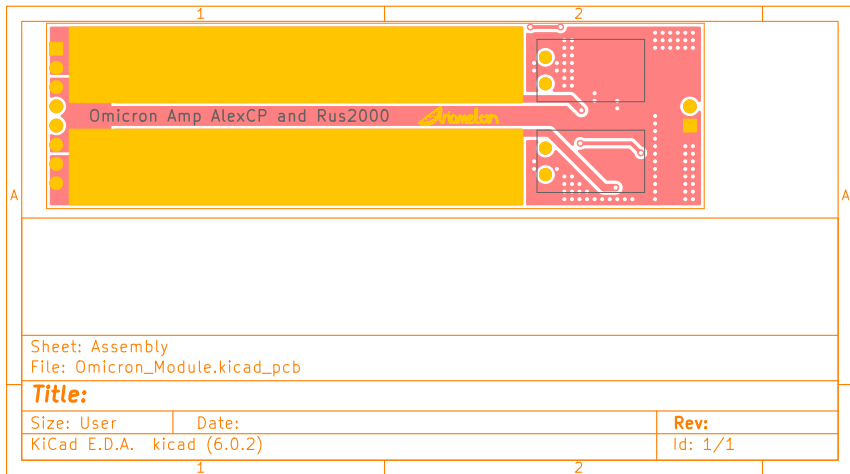 1 2
Omicron Amp AlexCP and Rus2000
A A
Sheet: Assembly
File: Omicron_Module.kicad_pcb
Title:
Size: User Date: Rev:
KiCad E.D.A. kicad (6.0.2) Id: 1/1
1 2